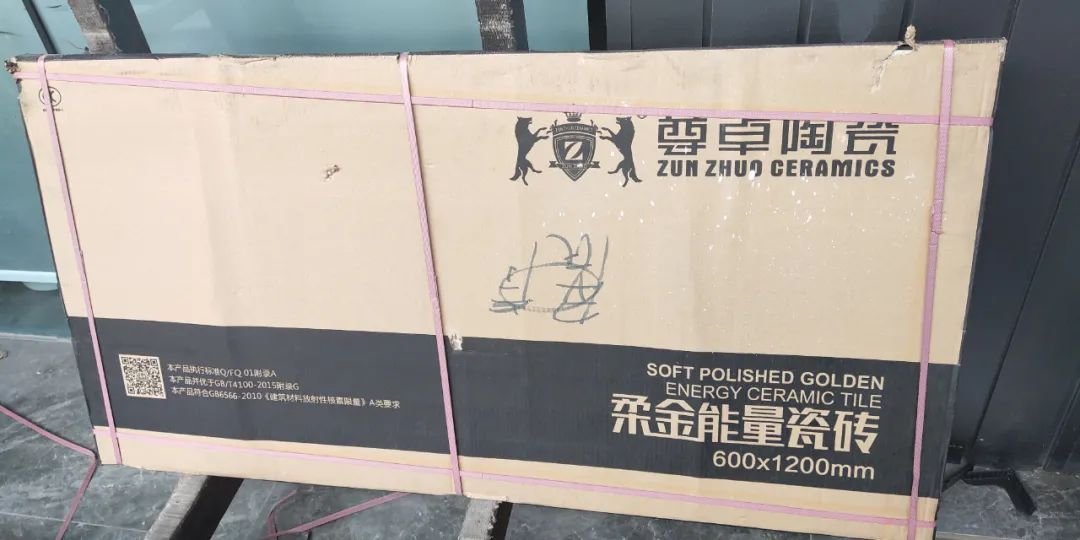 尊卓陶瓷
ZUN ZHUO CERAMICS
Z
本产品执行标准Q/FQ 01附录A
本产品并优于GB/T4100-2015附录G
本产品符合GB6566-2010《建筑材料放射性核素限量》A类要求
SOFT POLISHED GOLDEN
ENERGY CERAMIC TILE
柔金能量瓷砖
600x1200mm